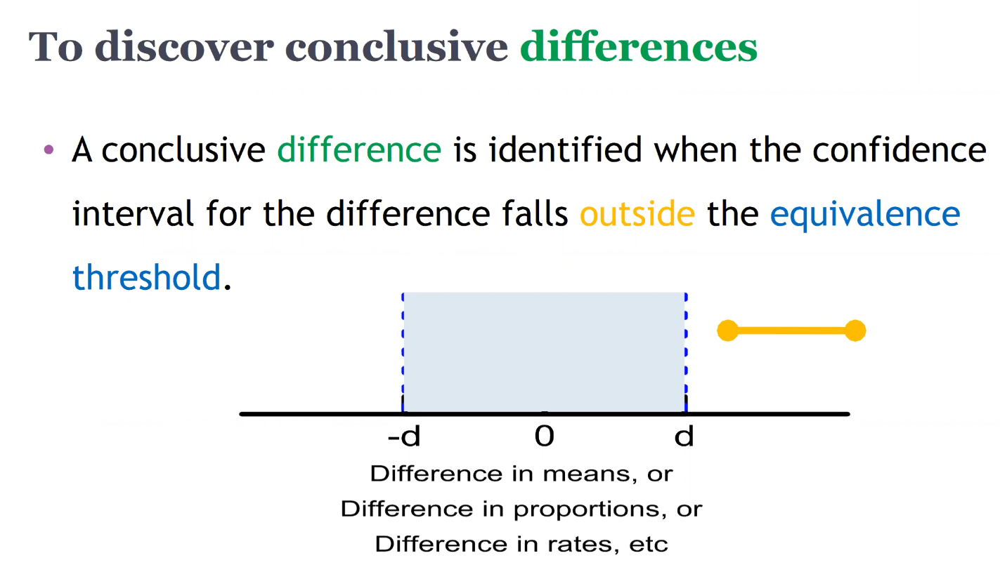 To discover conclusive differences
• A conclusive difference is identified when the confidence
interval for the difference falls outside the equivalence
threshold.
-d 0 d
Difference in means, or
Difference in proportions, or
Difference in rates, etc